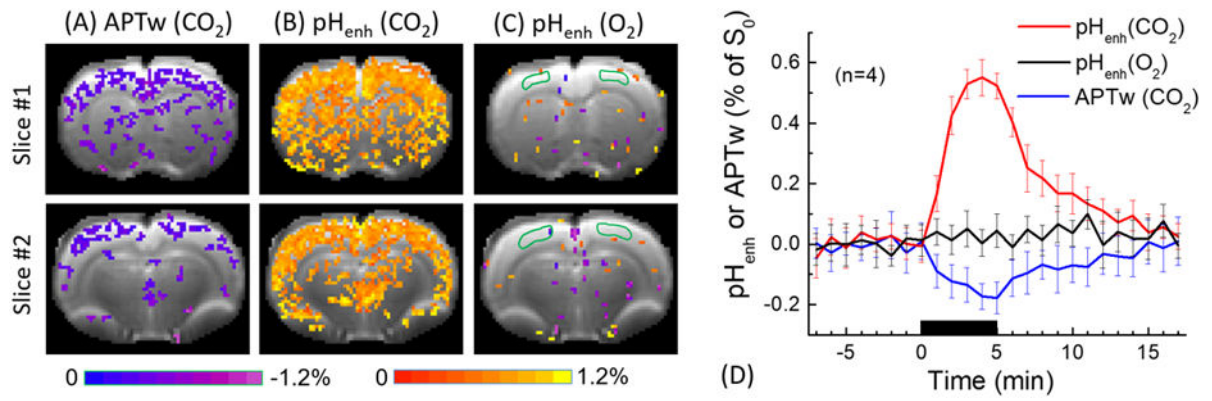 (A) APTw (CO₂)
(B) pHₑₙₕ (CO₂)
(C) pHₑₙₕ (O₂)
Slice #1
Slice #2
0
-1.2%
0
1.2%
pHₑₙₕ or APTw (% of S₀)
0.6
0.4
0.2
0.0
-0.2
(n=4)
pHₑₙₕ(CO₂)
pHₑₙₕ(O₂)
APTw (CO₂)
-5
0
5
10
15
(D)
Time (min)